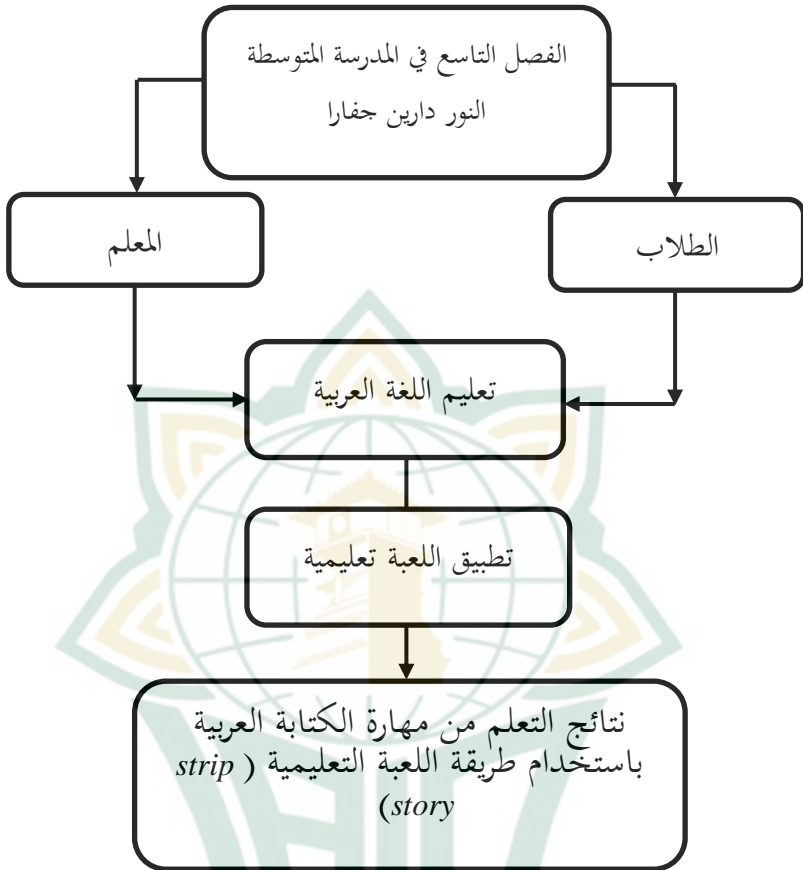 الفصل التاسع في المدرسة المتوسطة
النور دارين جفارا
الطلاب
المعلم
تعليم اللغة العربية
تطبيق اللعبة تعليمية
نتائج التعلم من مهارة الكتابة العربية
باستخدام طريقة اللعبة التعليمية (strip
story)